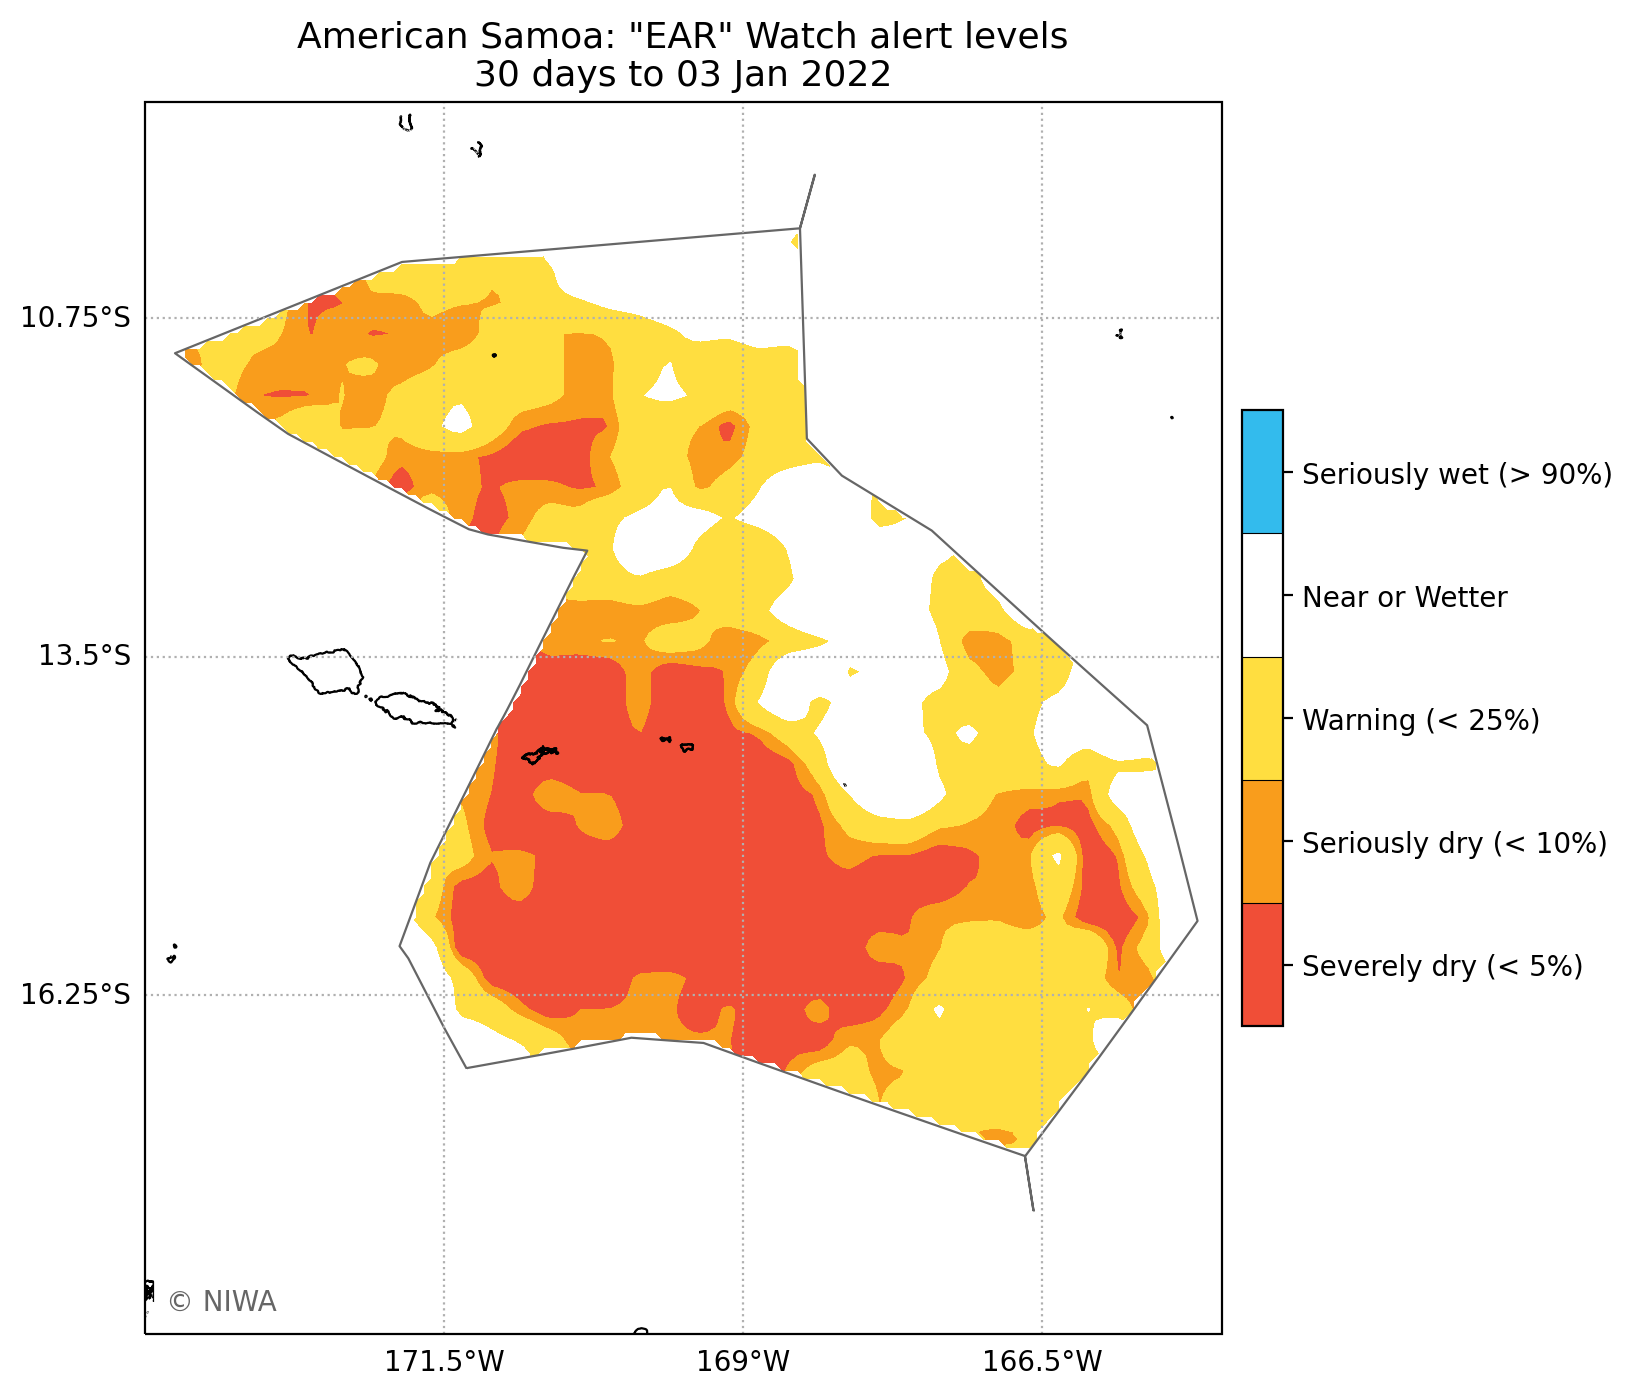 American Samoa: "EAR" Watch alert levels
30 days to 03 Jan 2022
10.75°S
13.5°S
16.25°S
171.5°W
169°W
166.5°W
Seriously wet (> 90%)
Near or Wetter
Warning (< 25%)
Seriously dry (< 10%)
Severely dry (< 5%)
© NIWA